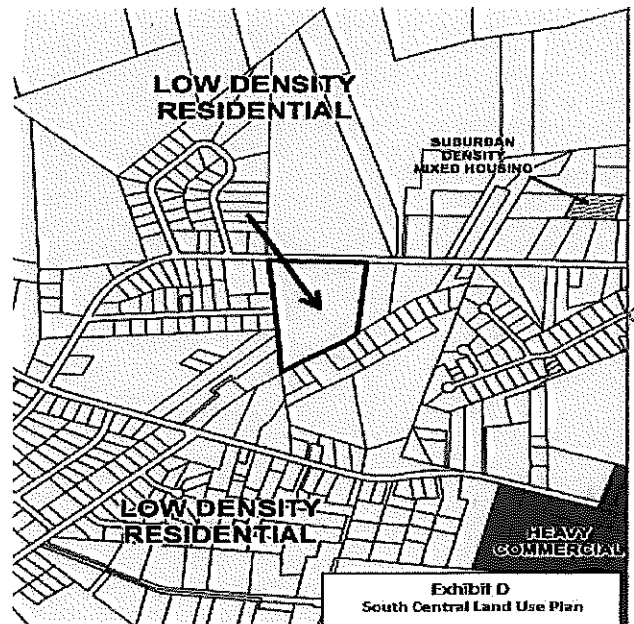 LOW DENSITY
RESIDENTIAL
SUBURBAN
DENSITY
MIXED HOUSING
LOW DENSITY
RESIDENTIAL
HEAVY
COMMERCIAL
Exhibit D
South Central Land Use Plan